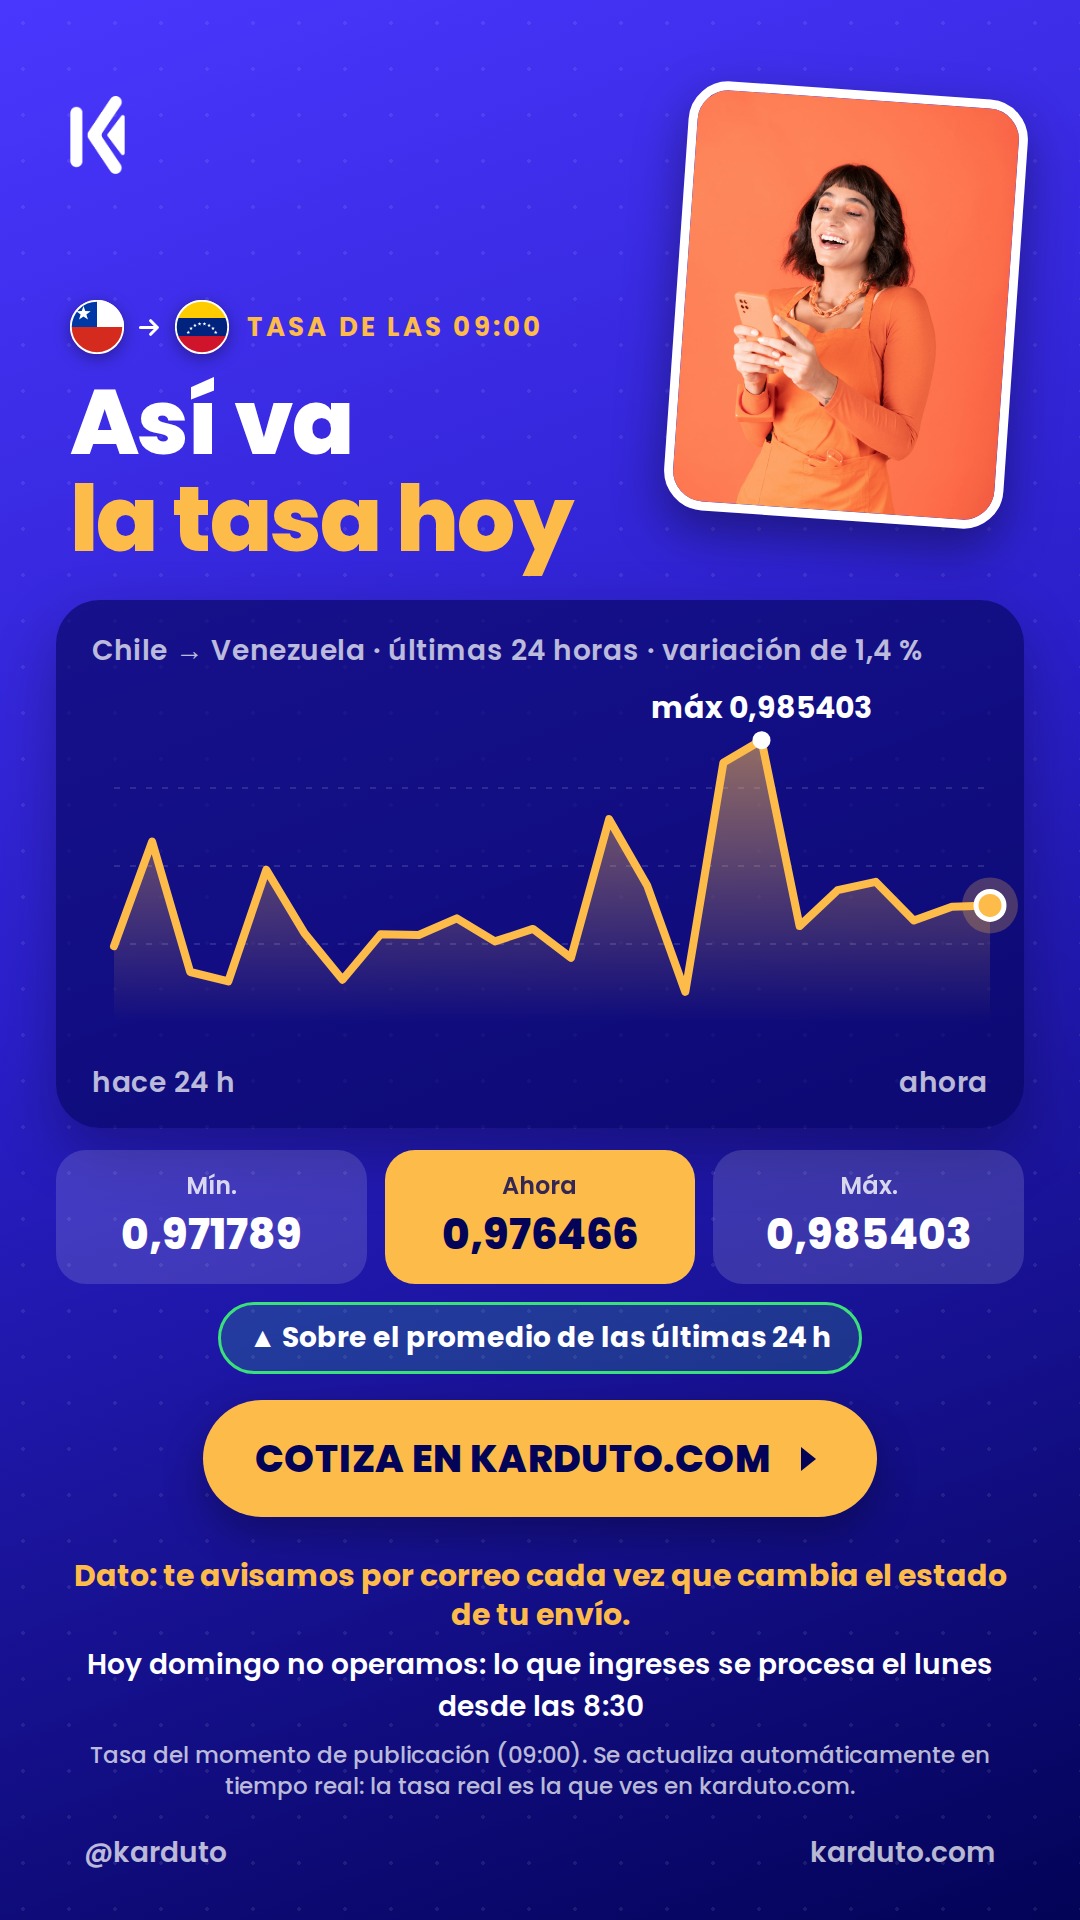 TASA DE LAS 09:00
Así va
la tasa hoy
Chile → Venezuela · últimas 24 horas · variación de 1,4 %
máx 0,985403
hace 24 h
ahora
Mín.
0,971789
Ahora
0,976466
Máx.
0,985403
▲ Sobre el promedio de las últimas 24 h
COTIZA EN KARDUTO.COM
Dato: te avisamos por correo cada vez que cambia el estado
de tu envío.
Hoy domingo no operamos: lo que ingreses se procesa el lunes
desde las 8:30
Tasa del momento de publicación (09:00). Se actualiza automáticamente en
tiempo real: la tasa real es la que ves en karduto.com.
@karduto
karduto.com